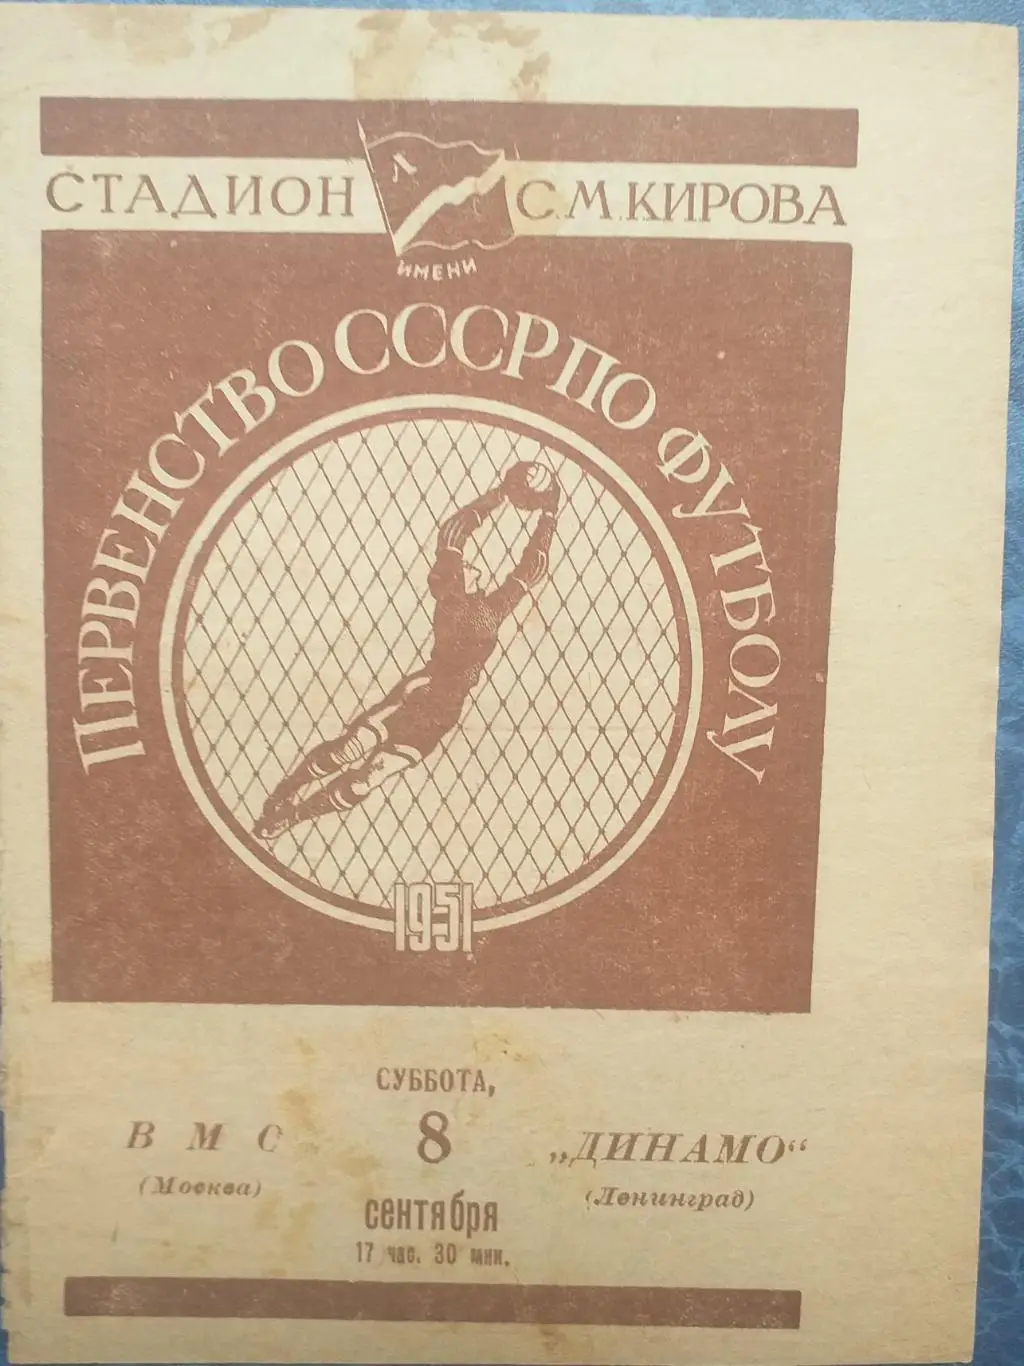 СТАДИОН
Л
ИМЕНИ
С.М.КИРОВА
ПЕРВЕНСТВО СССР ПО ФУТБОЛУ
1951
СУББОТА,
В М С
(Москва)
8
сентября
17 час. 30 мин.
„ДИНАМО“
(Ленинград)